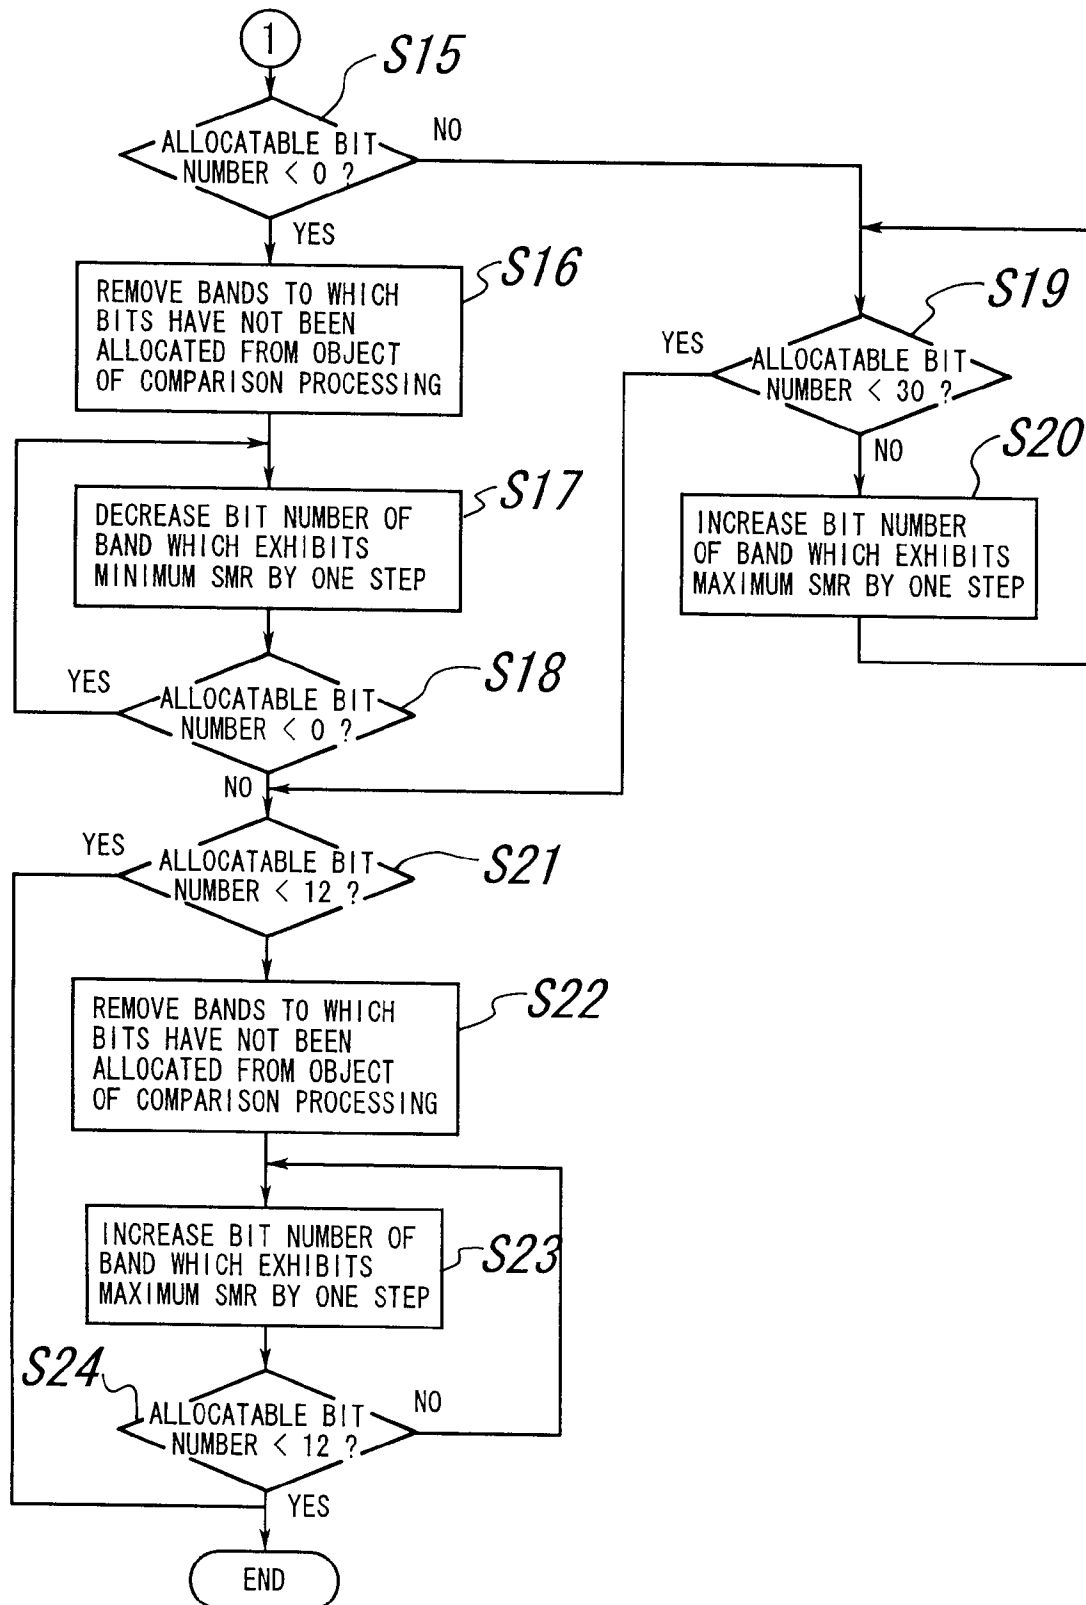 1
S15
ALLOCATABLE BIT
NUMBER < 0 ?
NO
YES
S16
REMOVE BANDS TO WHICH
BITS HAVE NOT BEEN
ALLOCATED FROM OBJECT
OF COMPARISON PROCESSING
S19
YES
ALLOCATABLE BIT
NUMBER < 30 ?
NO
S20
INCREASE BIT NUMBER
OF BAND WHICH EXHIBITS
MAXIMUM SMR BY ONE STEP
S17
DECREASE BIT NUMBER OF
BAND WHICH EXHIBITS
MINIMUM SMR BY ONE STEP
S18
YES
ALLOCATABLE BIT
NUMBER < 0 ?
NO
YES
S21
ALLOCATABLE BIT
NUMBER < 12 ?
S22
REMOVE BANDS TO WHICH
BITS HAVE NOT BEEN
ALLOCATED FROM OBJECT
OF COMPARISON PROCESSING
S23
INCREASE BIT NUMBER OF
BAND WHICH EXHIBITS
MAXIMUM SMR BY ONE STEP
S24
ALLOCATABLE BIT
NUMBER < 12 ?
NO
YES
END